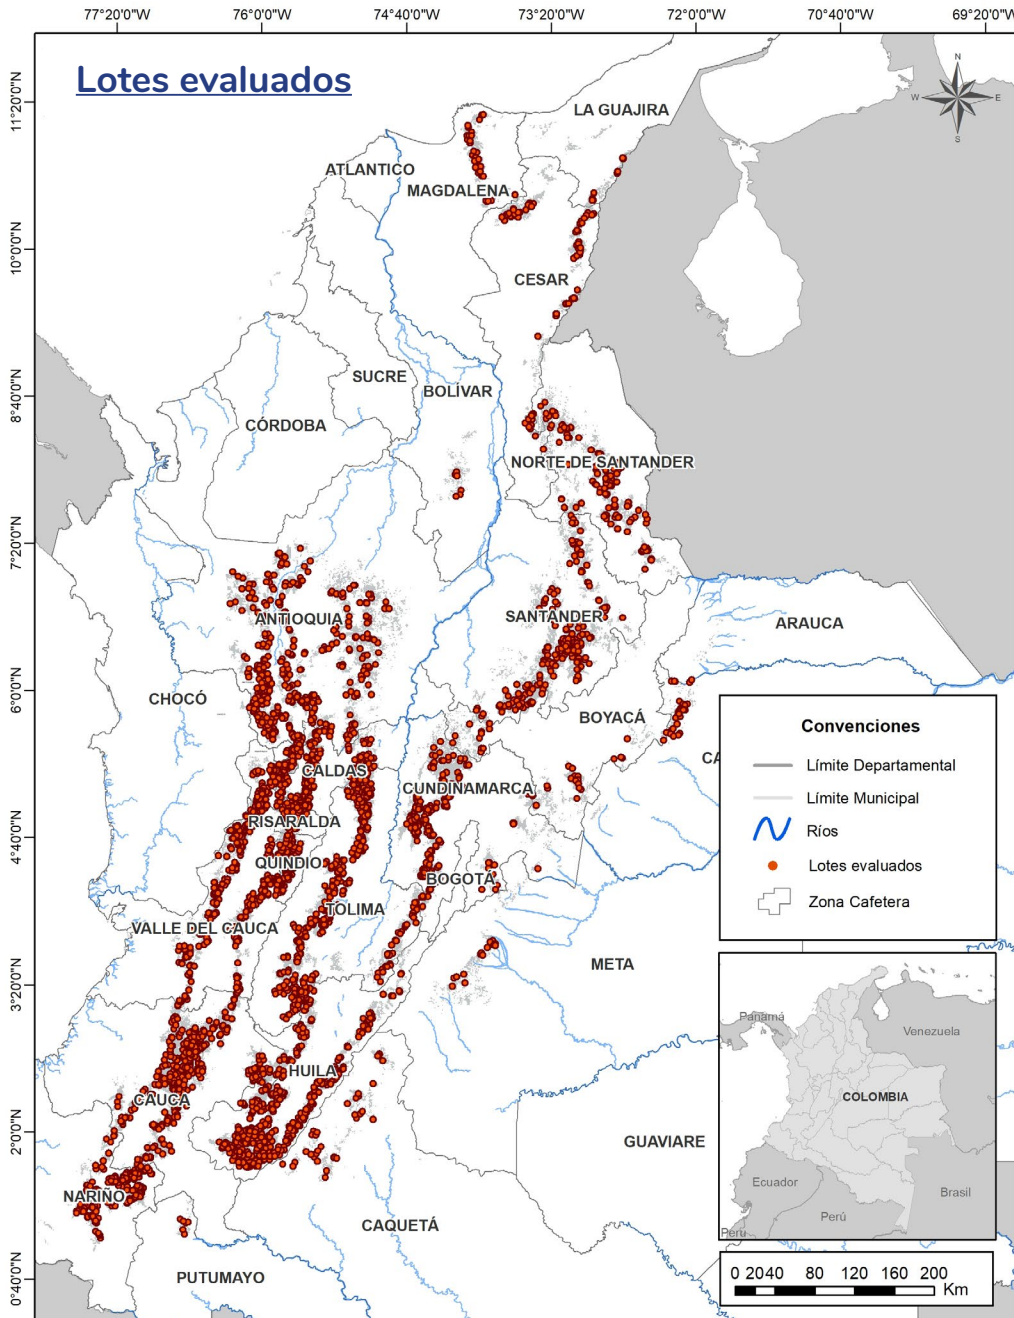 77°20'0"W 76°0'0"W 74°40'0"W 73°20'0"W 72°0'0"W 70°40'0"W 69°20'0"W
Lotes evaluados
N
W E
S
11°20'0"N
LA GUAJIRA
ATLANTICO
MAGDALENA
10°0'0"N
CESAR
SUCRE
BOLÍVAR
8°40'0"N
CÓRDOBA
NORTE DE SANTANDER
7°20'0"N
ANTIOQUIA
SANTANDER
ARAUCA
6°0'0"N
CHOCÓ
BOYACÁ
CA
CALDAS
CUNDINAMARCA
RISARALDA
4°40'0"N
QUINDIO
BOGOTÁ
TOLIMA
VALLE DEL CAUCA
META
3°20'0"N
HUILA
CAUCA
2°0'0"N
GUAVIARE
NARIÑO
CAQUETÁ
PUTUMAYO
0°40'0"N
Convenciones
Límite Departamental
Límite Municipal
Ríos
Lotes evaluados
Zona Cafetera
Panamá
Venezuela
COLOMBIA
Ecuador
Brasil
Perú
Perú
0 20 40 80 120 160 200
Km